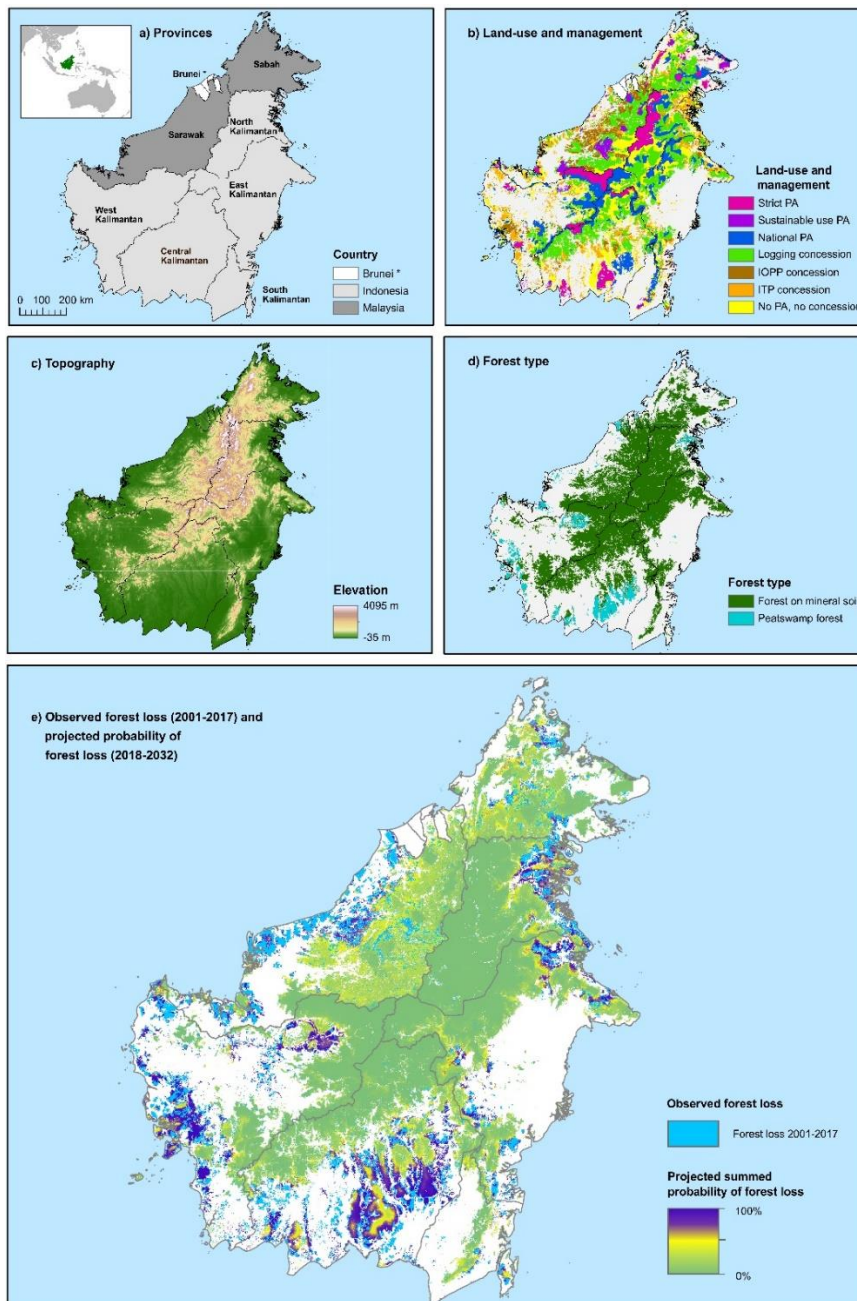 a) Provinces
Sabah
Brunei *
North
Kalimantan
Sarawak
East
Kalimantan
West
Kalimantan
Central
Kalimantan
South
Kalimantan
Country
Brunei *
Indonesia
Malaysia
0 100 200 km
b) Land-use and management
Land-use and
management
Strict PA
Sustainable use PA
National PA
Logging concession
IOPP concession
ITP concession
No PA, no concession
c) Topography
Elevation
4095 m
-35 m
d) Forest type
Forest type
Forest on mineral soi
Peatswamp forest
e) Observed forest loss (2001-2017) and
projected probability of
forest loss (2018-2032)
Observed forest loss
Forest loss 2001-2017
Projected summed
probability of forest loss
100%
0%